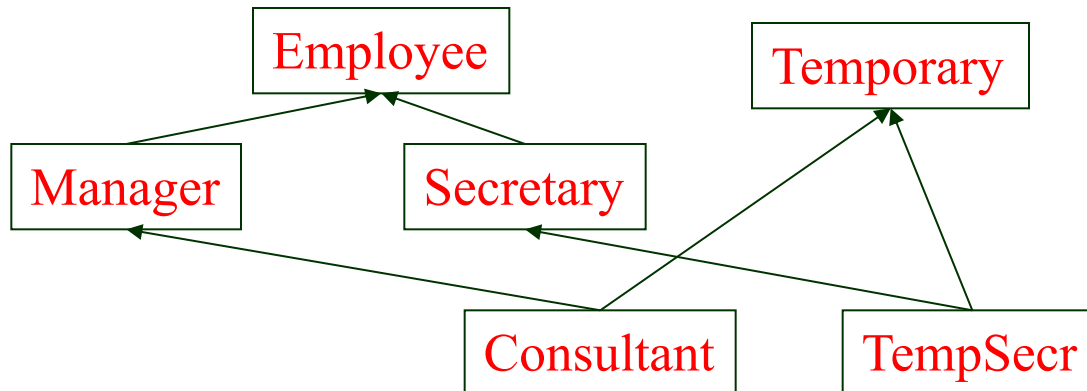 Employee
Temporary
Manager
Secretary
Consultant
TempSecr